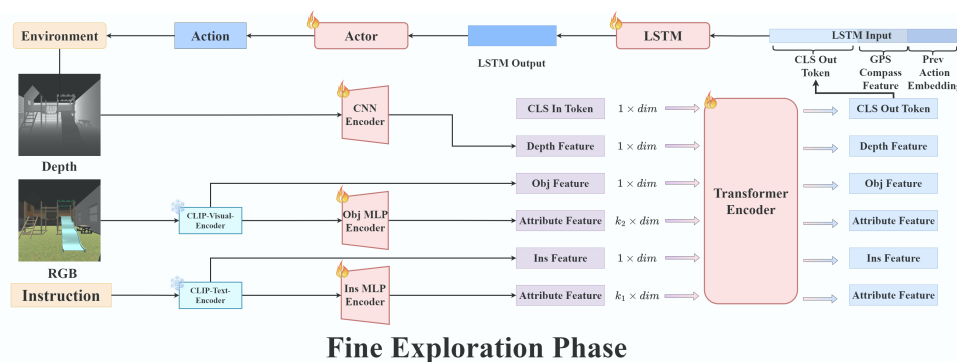 Environment
Action
Actor
LSTM Output
LSTM
LSTM Input
CLS Out
Token
GPS
Compass
Feature
Prev
Action
Embedding
Depth
CNN
Encoder
CLS In Token
1 × dim
CLS Out Token
Depth Feature
1 × dim
Depth Feature
RGB
CLIP-Visual-
Encoder
Obj MLP
Encoder
Obj Feature
1 × dim
Obj Feature
Attribute Feature
k₂ × dim
Attribute Feature
Transformer
Encoder
Instruction
CLIP-Text-
Encoder
Ins MLP
Encoder
Ins Feature
1 × dim
Ins Feature
Attribute Feature
k₁ × dim
Attribute Feature
Fine Exploration Phase